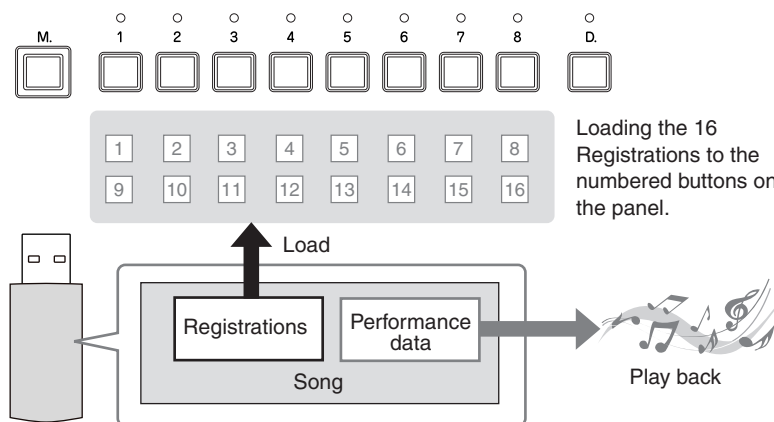 M. 1 2 3 4 5 6 7 8 D.
1 2 3 4 5 6 7 8
9 10 11 12 13 14 15 16
Loading the 16
Registrations to the
numbered buttons on
the panel.
Load
Registrations
Performance
data
Song
Play back